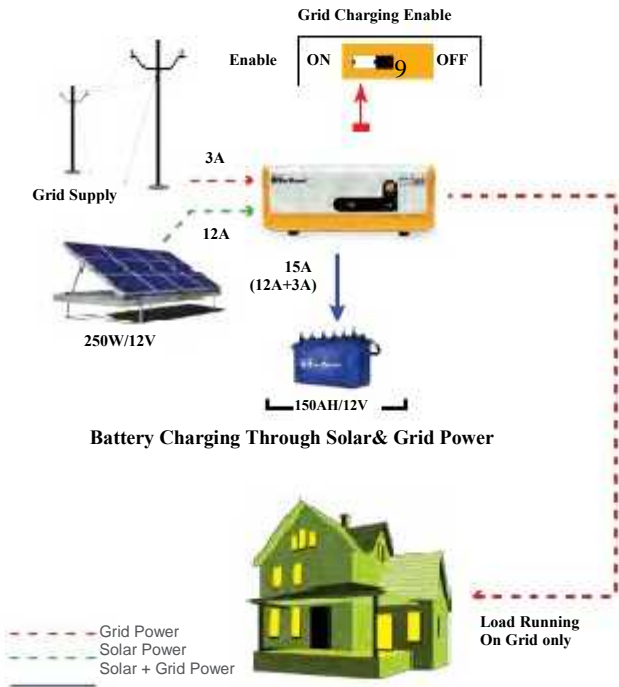 Grid Charging Enable
Enable ON 9 OFF
3A
Grid Supply
12A
15A
(12A+3A)
250W/12V
150AH/12V
Battery Charging Through Solar& Grid Power
Load Running
On Grid only
Grid Power
Solar Power
Solar + Grid Power